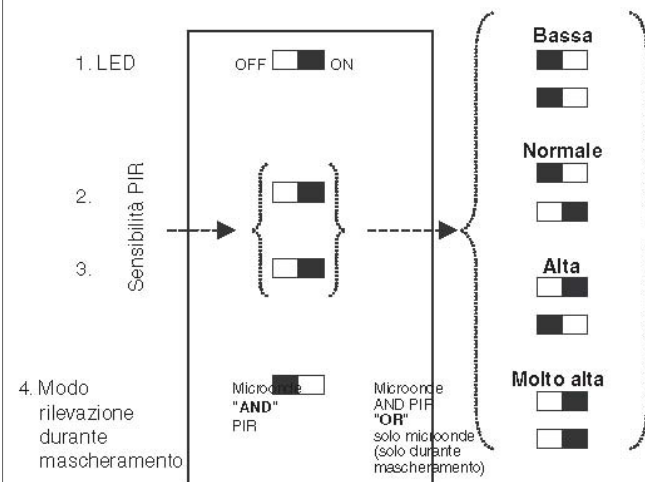 1. LED
OFF ON
2.
3.
Sensibilità PIR
4. Modo
rilevazione
durante
mascheramento
Microonde
"AND"
PIR
Microonde
AND PIR
"OR"
solo microonde
(solo durante
mascheramento)
Bassa
Normale
Alta
Molto alta